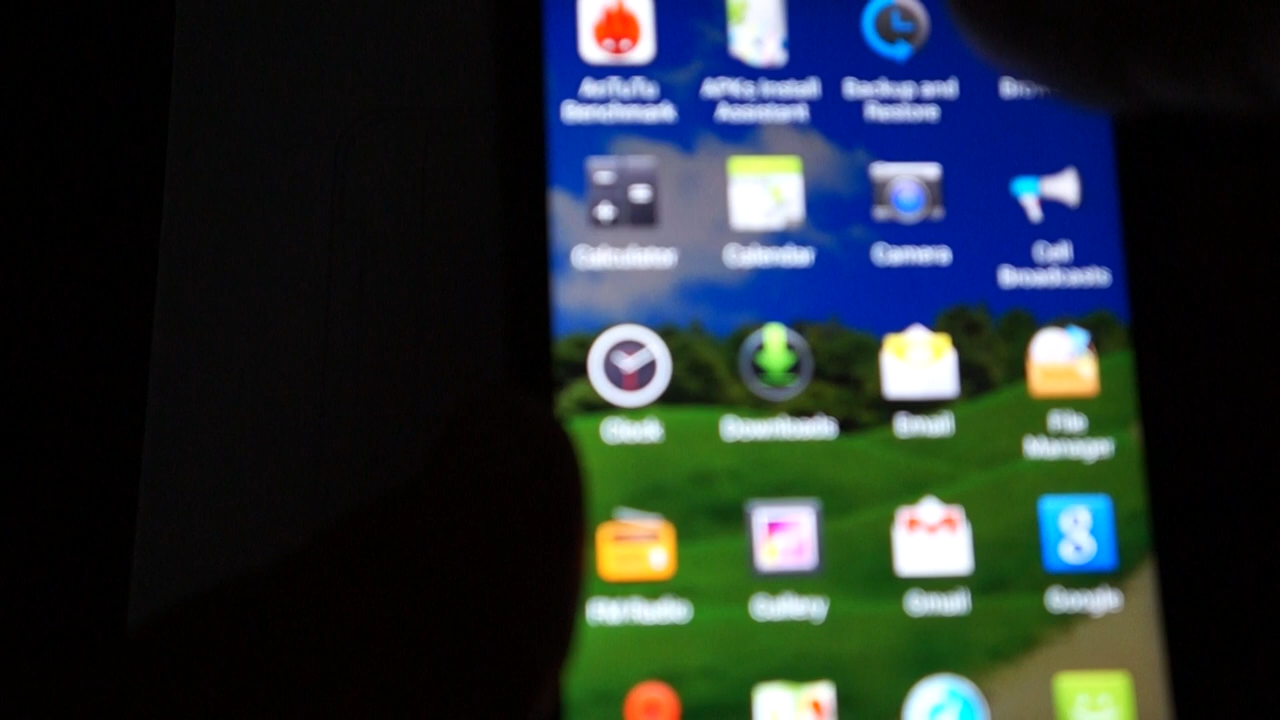 AnTuTu
Benchmark
APKs Install
Assistant
Backup and
Restore
Calculator
Calendar
Camera
Cell
Broadcasts
Clock
Downloads
Email
File
Manager
FM Radio
Gallery
Gmail
Google